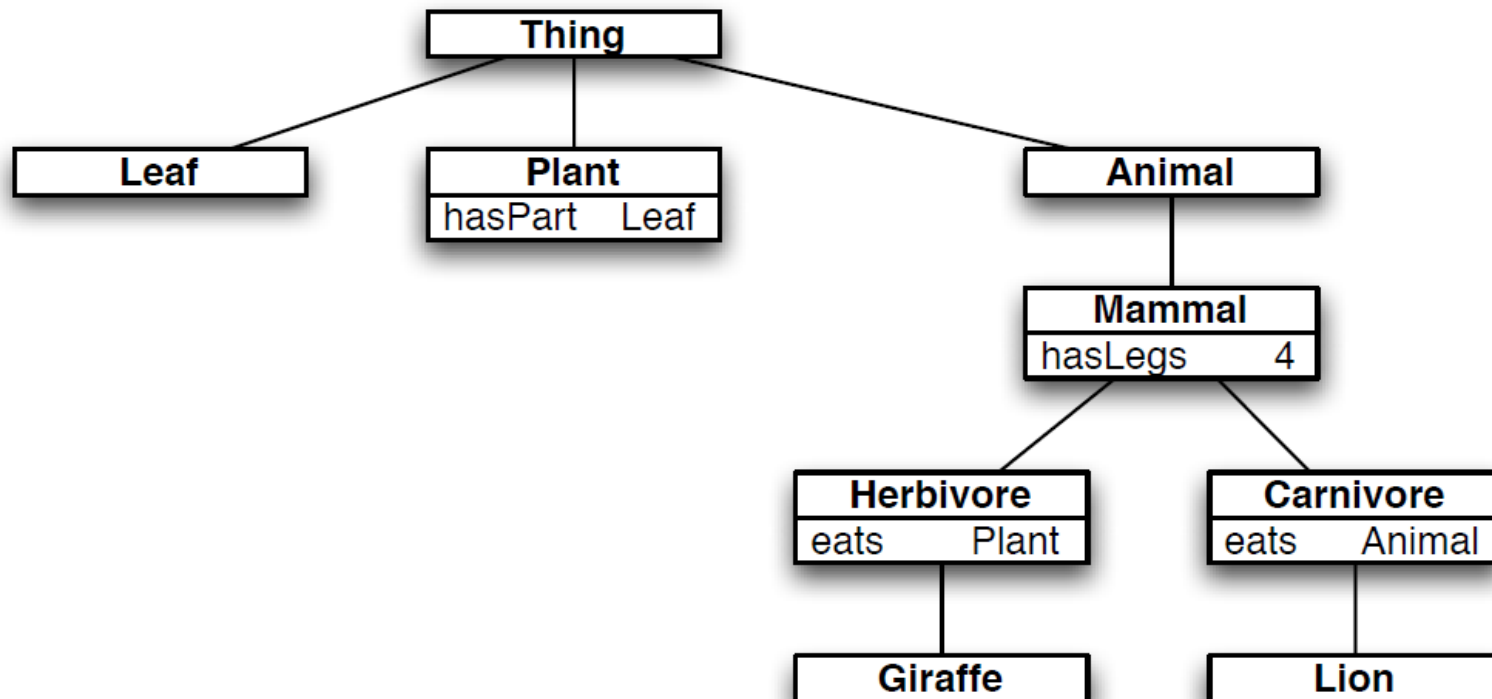 Thing
Leaf
Plant
Animal
hasPart Leaf
Mammal
hasLegs 4
Herbivore
Carnivore
eats Plant
eats Animal
Giraffe
Lion